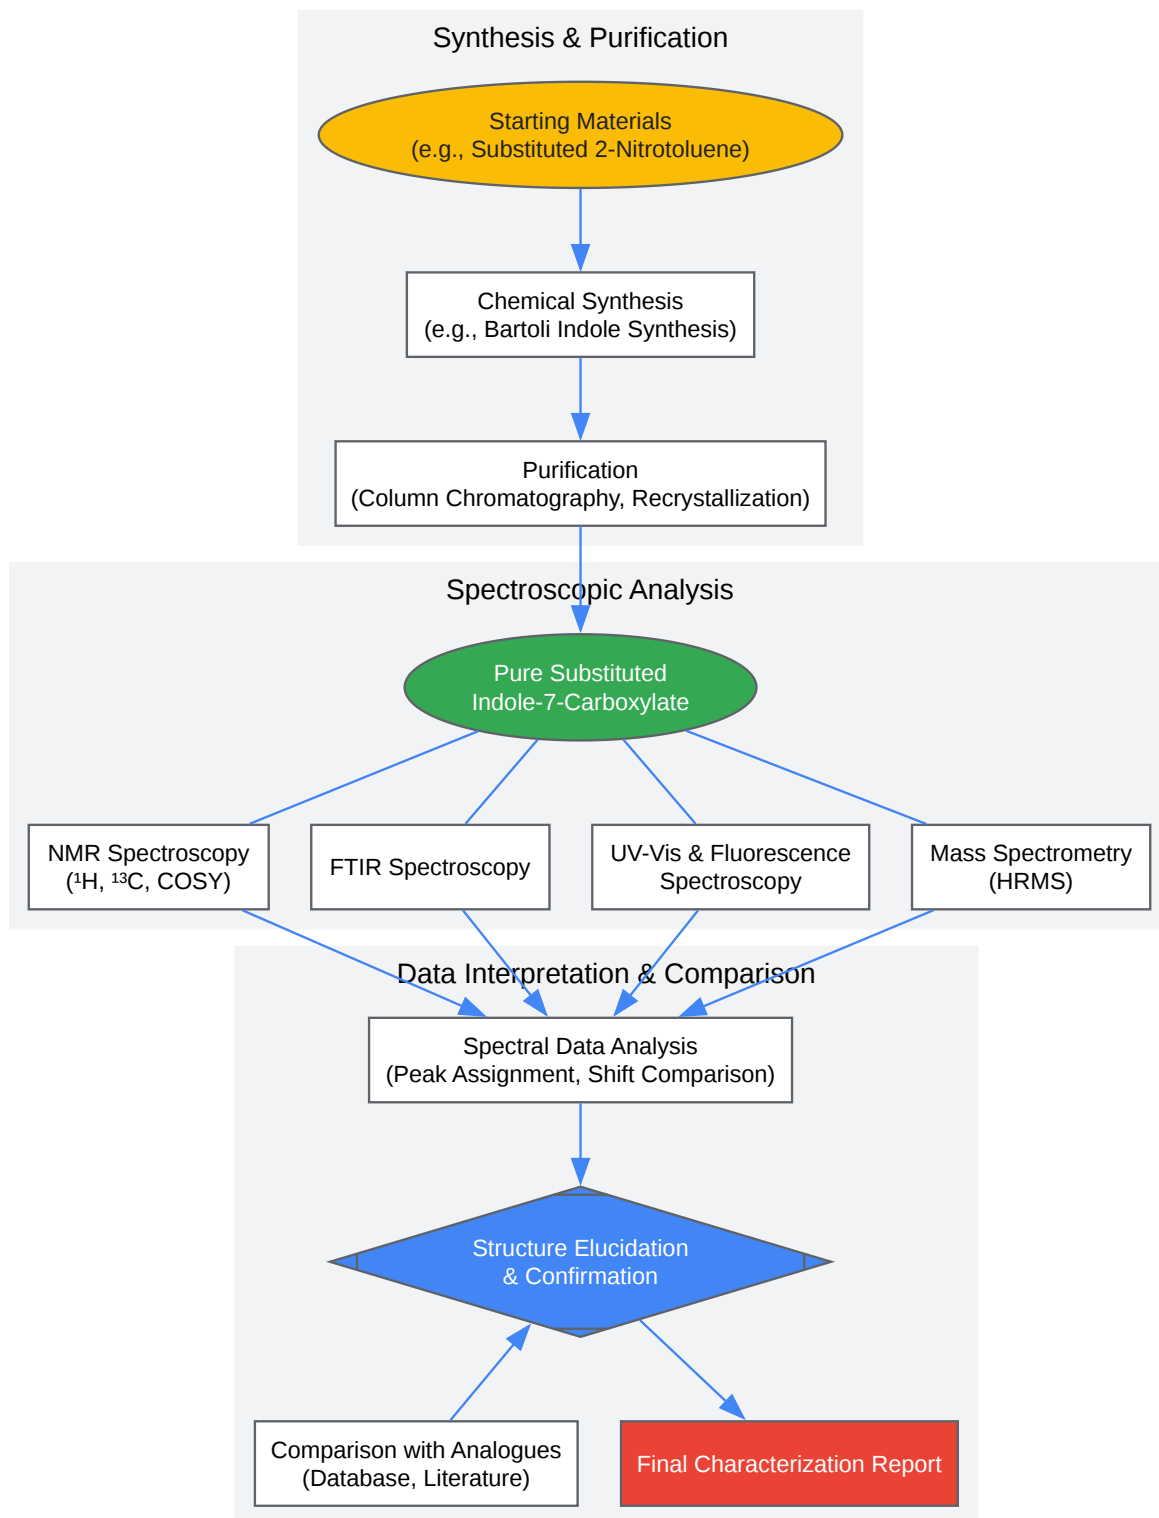 Synthesis & Purification
Starting Materials
(e.g., Substituted 2-Nitrotoluene)
Chemical Synthesis
(e.g., Bartoli Indole Synthesis)
Purification
(Column Chromatography, Recrystallization)
Spectroscopic Analysis
Pure Substituted
Indole-7-Carboxylate
NMR Spectroscopy
(¹H, ¹³C, COSY)
FTIR Spectroscopy
UV-Vis & Fluorescence
Spectroscopy
Mass Spectrometry
(HRMS)
Data Interpretation & Comparison
Spectral Data Analysis
(Peak Assignment, Shift Comparison)
Structure Elucidation
& Confirmation
Comparison with Analogues
(Database, Literature)
Final Characterization Report